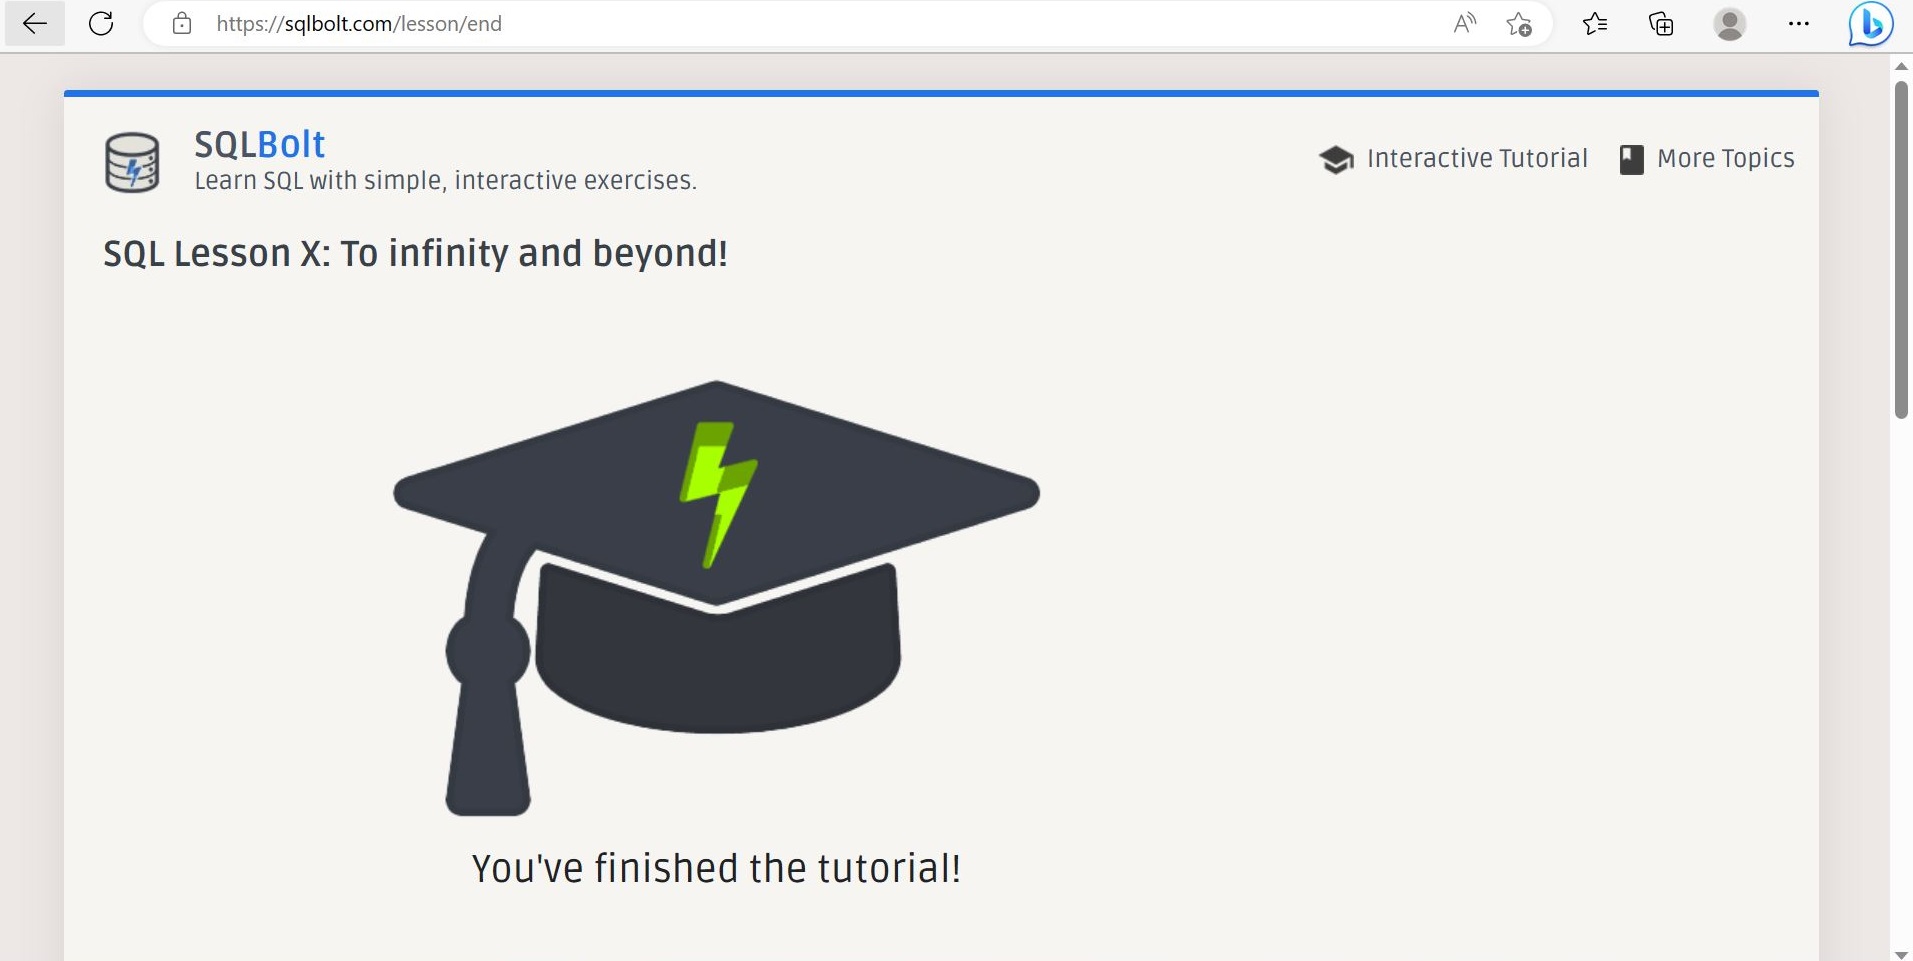 https://sqlbolt.com/lesson/end
SQLBolt
Learn SQL with simple, interactive exercises.
Interactive Tutorial
More Topics
SQL Lesson X: To infinity and beyond!
You've finished the tutorial!